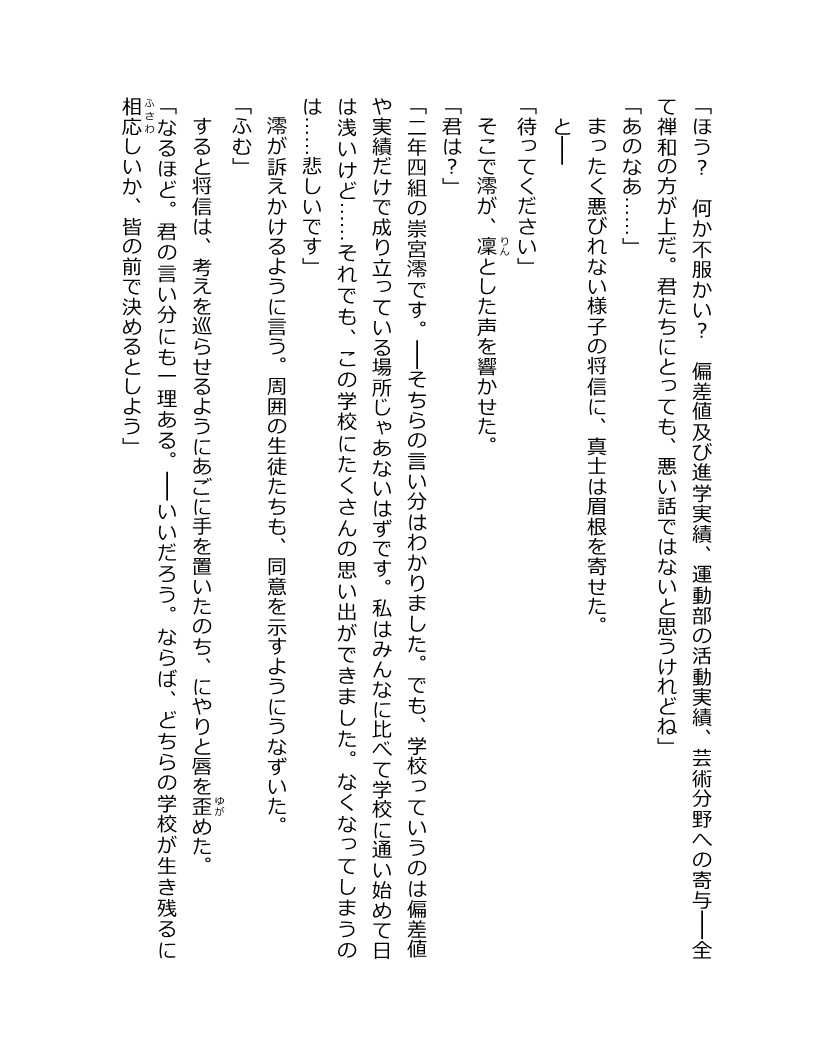 「ほう？　何か不服かい？　偏差値及び進学実績、運動部の活動実績、芸術分野への寄与――全
て禅和の方が上だ。君たちにとっても、悪い話ではないと思うけれどね」
「あのなあ……」
　まったく悪びれない様子の将信に、真士は眉根を寄せた。
　と――
「待ってください」
　そこで澪が、凜とした声を響かせた。
りん
「君は？」
「二年四組の崇宮澪です。――そちらの言い分はわかりました。でも、学校っていうのは偏差値
や実績だけで成り立っている場所じゃあないはずです。私はみんなに比べて学校に通い始めて日
は浅いけど……それでも、この学校にたくさんの思い出ができました。なくなってしまうの
は……悲しいです」
　澪が訴えかけるように言う。周囲の生徒たちも、同意を示すようにうなずいた。
「ふむ」
　すると将信は、考えを巡らせるようにあごに手を置いたのち、にやりと唇を歪めた。
ゆが
「なるほど。君の言い分にも一理ある。――いいだろう。ならば、どちらの学校が生き残るに
相応しいか、皆の前で決めるとしよう」
ふさわ